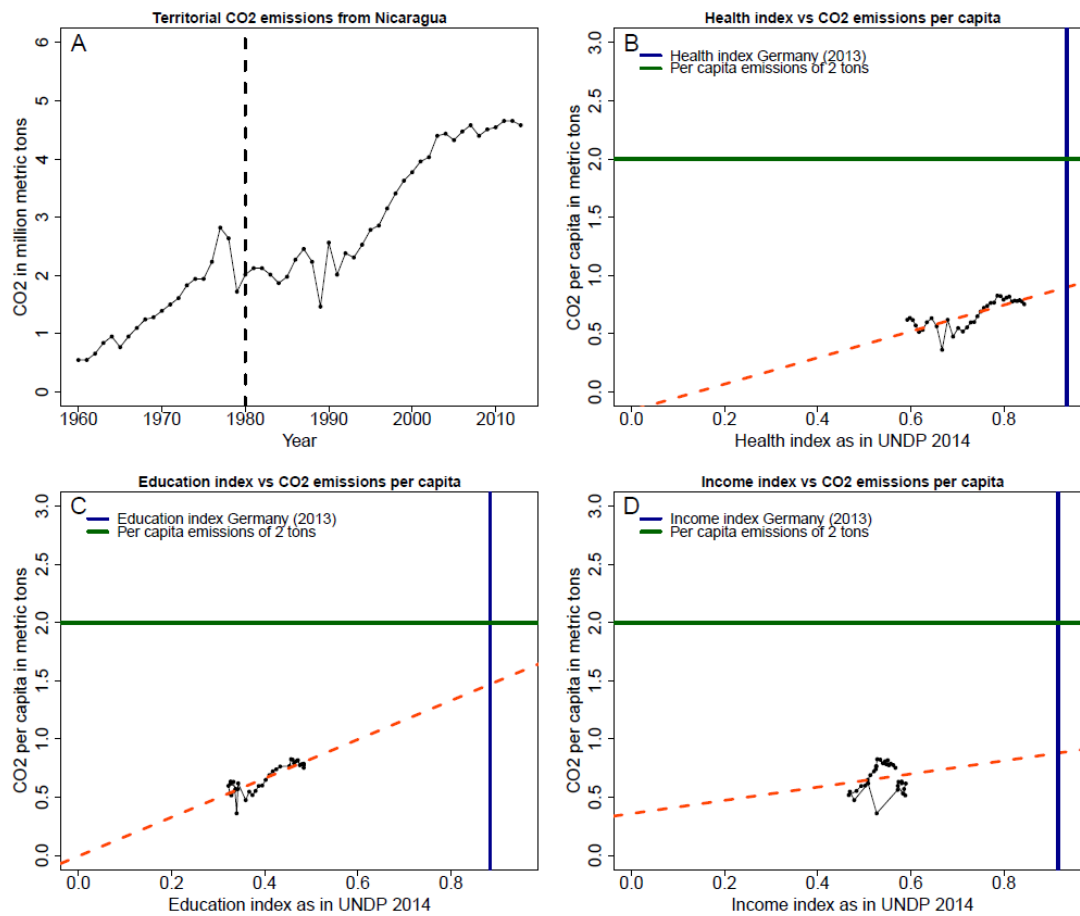 Territorial CO2 emissions from Nicaragua
A
CO2 in million metric tons
6
5
4
3
2
1
0
1960 1970 1980 1990 2000 2010
Year
Health index vs CO2 emissions per capita
B
Health index Germany (2013)
Per capita emissions of 2 tons
CO2 per capita in metric tons
3.0
2.5
2.0
1.5
1.0
0.5
0.0
0.0 0.2 0.4 0.6 0.8
Health index as in UNDP 2014
Education index vs CO2 emissions per capita
C
Education index Germany (2013)
Per capita emissions of 2 tons
CO2 per capita in metric tons
3.0
2.5
2.0
1.5
1.0
0.5
0.0
0.0 0.2 0.4 0.6 0.8
Education index as in UNDP 2014
Income index vs CO2 emissions per capita
D
Income index Germany (2013)
Per capita emissions of 2 tons
CO2 per capita in metric tons
3.0
2.5
2.0
1.5
1.0
0.5
0.0
0.0 0.2 0.4 0.6 0.8
Income index as in UNDP 2014